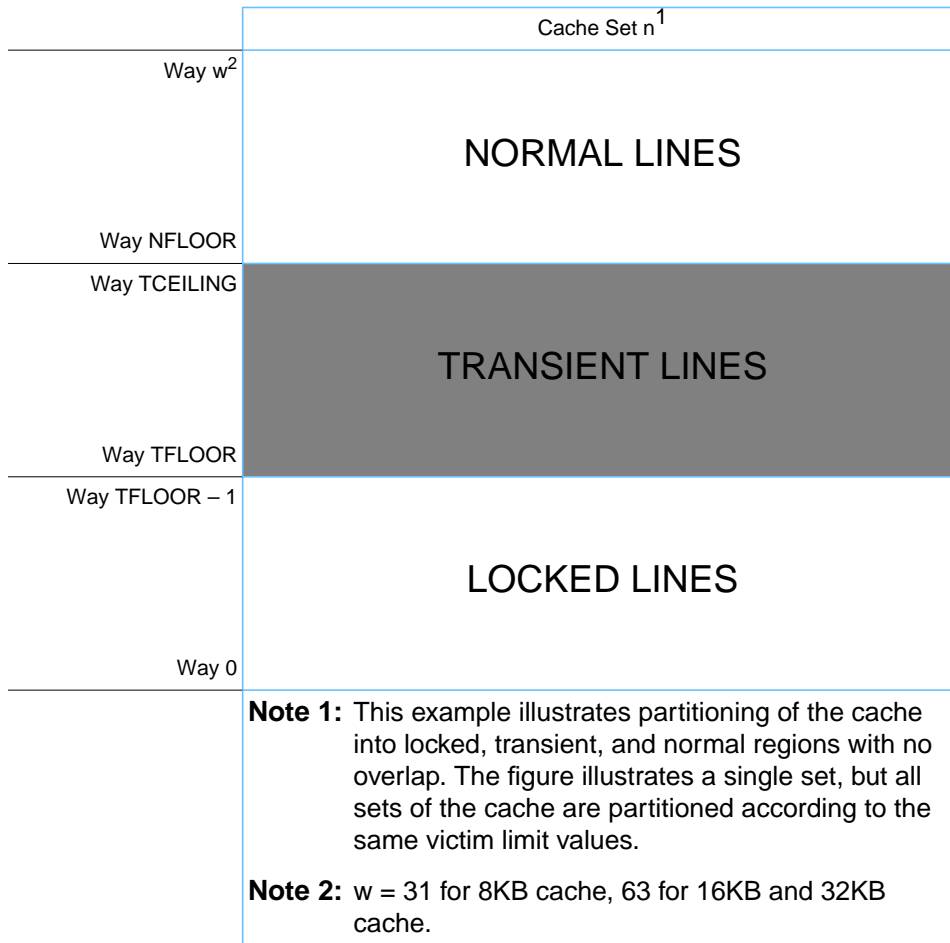 Cache Set n1
Way w2
NORMAL LINES
Way NFLOOR
Way TCEILING
TRANSIENT LINES
Way TFLOOR
Way TFLOOR – 1
LOCKED LINES
Way 0
Note 1: This example illustrates partitioning of the cache
into locked, transient, and normal regions with no
overlap. The figure illustrates a single set, but all
sets of the cache are partitioned according to the
same victim limit values.
Note 2: w = 31 for 8KB cache, 63 for 16KB and 32KB
cache.